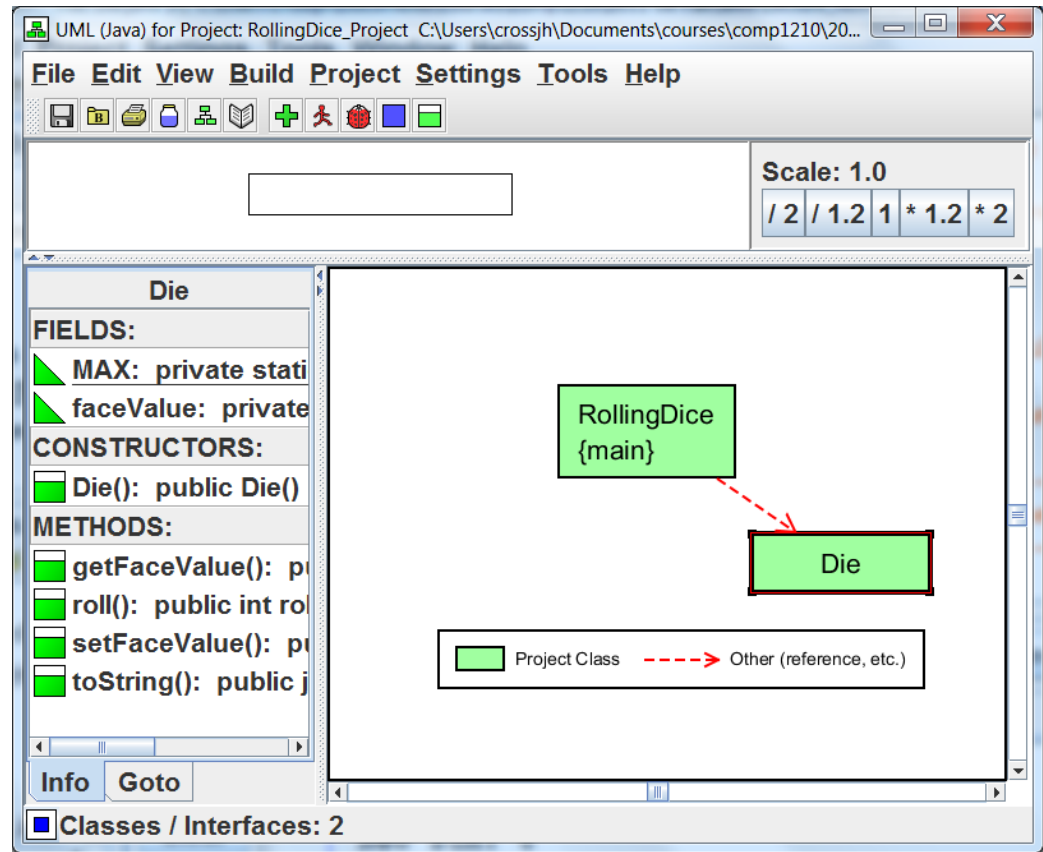 UML (Java) for Project: RollingDice_Project C:\Users\crossjh\Documents\courses\comp1210\20...
File Edit View Build Project Settings Tools Help
B
Scale: 1.0
/ 2 / 1.2 1 * 1.2 * 2
Die
FIELDS:
MAX: private stati
faceValue: private
CONSTRUCTORS:
Die(): public Die()
METHODS:
getFaceValue(): pu
roll(): public int rol
setFaceValue(): pu
toString(): public j
Info Goto
RollingDice
{main}
Die
Project Class Other (reference, etc.)
Classes / Interfaces: 2